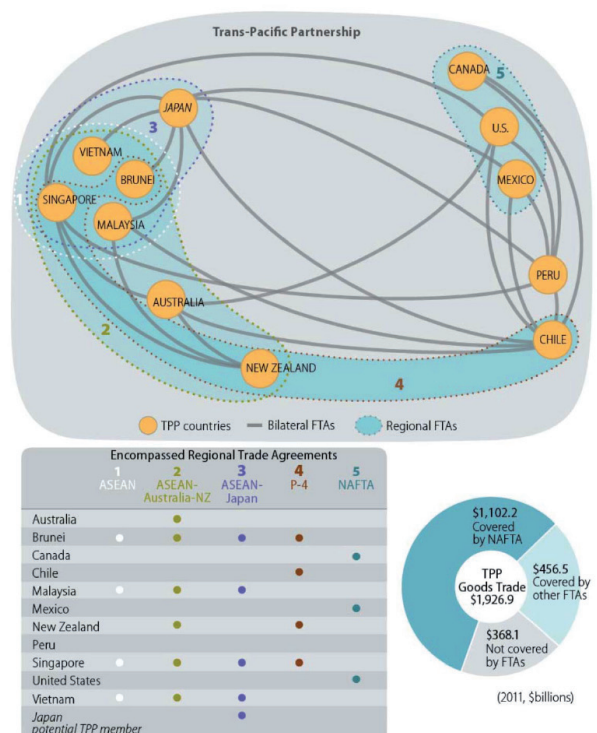 Trans-Pacific Partnership
CANADA
5
JAPAN
U.S.
3
VIETNAM
BRUNEI
MEXICO
1
SINGAPORE
MALAYSIA
PERU
AUSTRALIA
2
CHILE
NEW ZEALAND
4
TPP countries
Bilateral FTAs
Regional FTAs
Encompassed Regional Trade Agreements
1 2 3 4 5
ASEAN ASEAN- ASEAN- P-4 NAFTA
Australia-NZ Japan
Australia
Brunei
Canada
Chile
Malaysia
Mexico
New Zealand
Peru
Singapore
United States
Vietnam
Japan
potential TPP member
$1,102.2
Covered
by NAFTA
$456.5
Covered by
other FTAs
TPP
Goods Trade
$1,926.9
$368.1
Not covered
by FTAs
(2011, $billions)